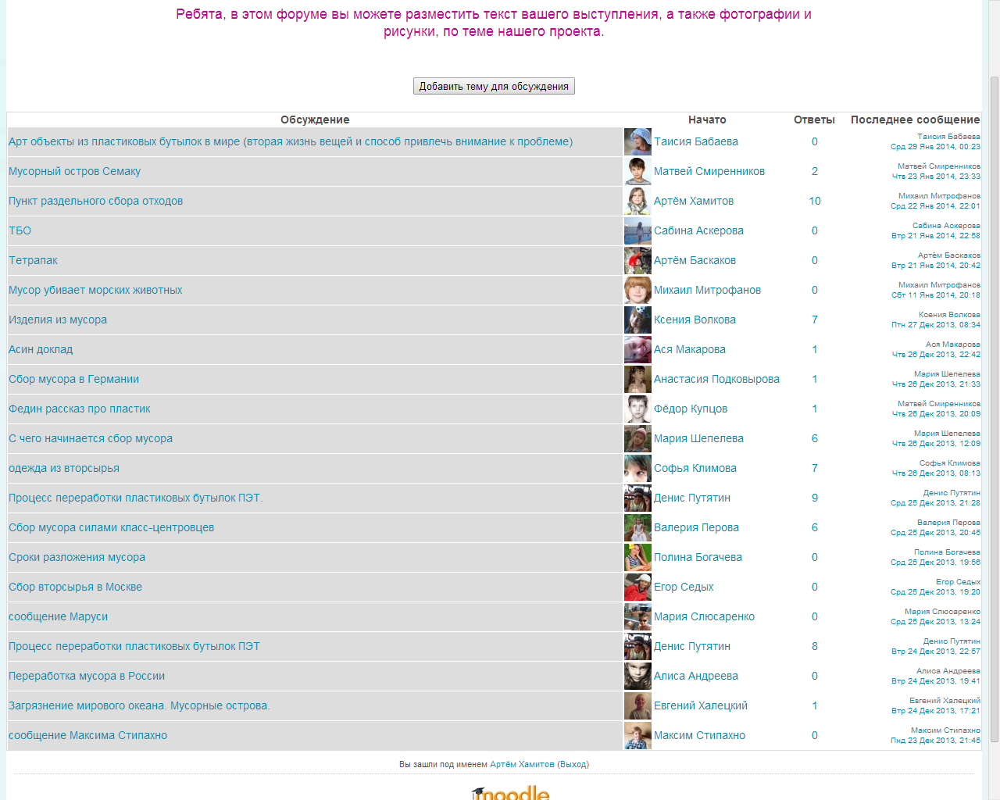 Ребята, в этом форуме вы можете разместить текст вашего выступления, а также фотографии и
рисунки, по теме нашего проекта.
Добавить тему для обсуждения
Обсуждение Начато Ответы Последнее сообщение
Арт объекты из пластиковых бутылок в мире (вторая жизнь вещей и способ привлечь внимание к проблеме) Таисия Бабаева 0 Таисия Бабаева
Срд 29 Янв 2014, 00:23
Мусорный остров Семаку Матвей Смиренников 2 Матвей Смиренников
Чтв 23 Янв 2014, 23:33
Пункт раздельного сбора отходов Артём Хамитов 10 Михаил Митрофанов
Срд 22 Янв 2014, 22:01
ТБО Сабина Аскерова 0 Сабина Аскерова
Втр 21 Янв 2014, 22:58
Тетрапак Артём Баскаков 0 Артём Баскаков
Втр 21 Янв 2014, 20:42
Мусор убивает морских животных Михаил Митрофанов 0 Михаил Митрофанов
Сбт 11 Янв 2014, 20:18
Изделия из мусора Ксения Волкова 7 Ксения Волкова
Птн 27 Дек 2013, 08:34
Асин доклад Ася Макарова 1 Ася Макарова
Чтв 26 Дек 2013, 22:42
Сбор мусора в Германии Анастасия Подковырова 1 Мария Шепелева
Чтв 26 Дек 2013, 21:33
Федин рассказ про пластик Фёдор Купцов 1 Матвей Смиренников
Чтв 26 Дек 2013, 20:09
С чего начинается сбор мусора Мария Шепелева 6 Мария Шепелева
Чтв 26 Дек 2013, 12:09
одежда из вторсырья Софья Климова 7 Софья Климова
Чтв 26 Дек 2013, 08:13
Процесс переработки пластиковых бутылок ПЭТ. Денис Путятин 9 Денис Путятин
Срд 25 Дек 2013, 21:28
Сбор мусора силами класс-центровцев Валерия Перова 6 Валерия Перова
Срд 25 Дек 2013, 20:45
Сроки разложения мусора Полина Богачева 0 Полина Богачева
Срд 25 Дек 2013, 19:56
Сбор вторсырья в Москве Егор Седых 0 Егор Седых
Срд 25 Дек 2013, 19:20
сообщение Маруси Мария Слюсаренко 0 Мария Слюсаренко
Срд 25 Дек 2013, 13:24
Процесс переработки пластиковых бутылок ПЭТ Денис Путятин 8 Денис Путятин
Втр 24 Дек 2013, 22:57
Переработка мусора в России Алиса Андреева 0 Алиса Андреева
Втр 24 Дек 2013, 19:41
Загрязнение мирового океана. Мусорные острова. Евгений Халецкий 1 Евгений Халецкий
Втр 24 Дек 2013, 17:21
сообщение Максима Стипахно Максим Стипахно 0 Максим Стипахно
Пнд 23 Дек 2013, 21:45
Вы зашли под именем Артём Хамитов (Выход)
moodle